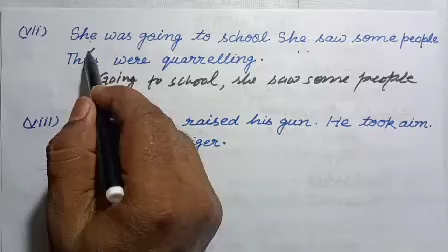 (vii) She was going to school. She saw some people
were quarrelling.
Going to school, she saw some people
(viii) raised his gun. He took aim.